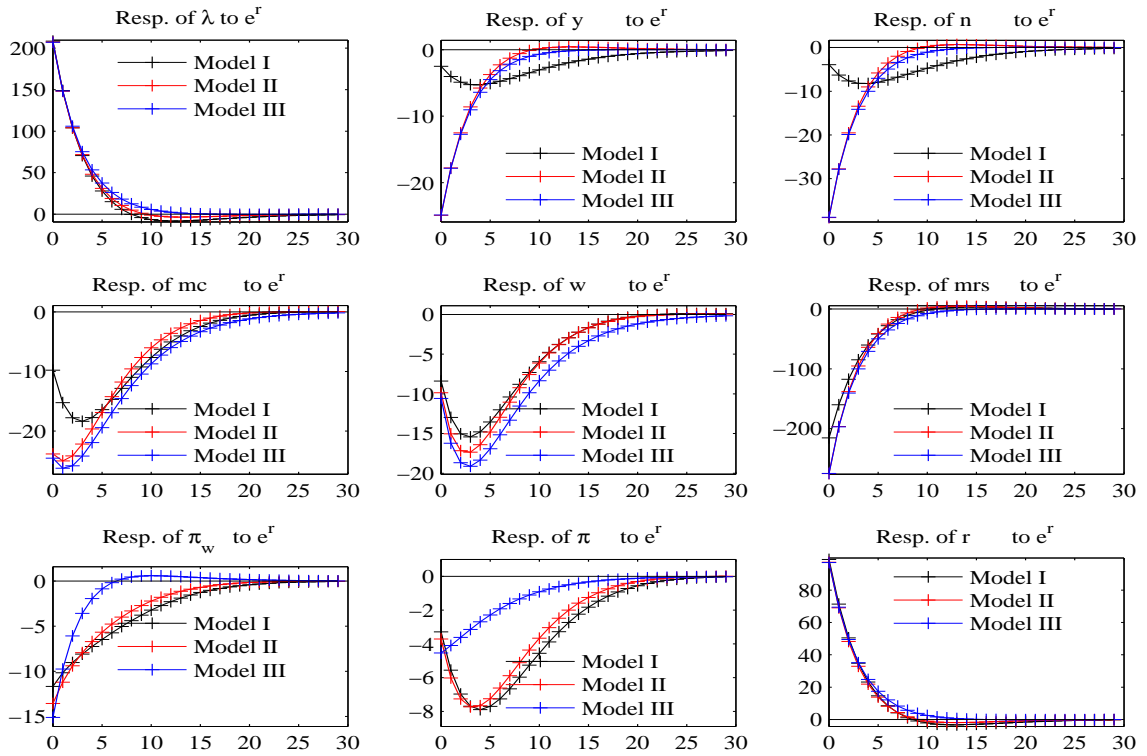 Resp. of λ to e^r
200
150
100
50
0
0 5 10 15 20 25 30
Model I
Model II
Model III
Resp. of y to e^r
0
−10
−20
0 5 10 15 20 25 30
Model I
Model II
Model III
Resp. of n to e^r
0
−10
−20
−30
0 5 10 15 20 25 30
Model I
Model II
Model III
Resp. of mc to e^r
0
−10
−20
0 5 10 15 20 25 30
Model I
Model II
Model III
Resp. of w to e^r
0
−5
−10
−15
−20
0 5 10 15 20 25 30
Model I
Model II
Model III
Resp. of mrs to e^r
0
−100
−200
0 5 10 15 20 25 30
Model I
Model II
Model III
Resp. of π_w to e^r
0
−5
−10
−15
0 5 10 15 20 25 30
Model I
Model II
Model III
Resp. of π to e^r
0
−2
−4
−6
−8
0 5 10 15 20 25 30
Model I
Model II
Model III
Resp. of r to e^r
80
60
40
20
0
0 5 10 15 20 25 30
Model I
Model II
Model III